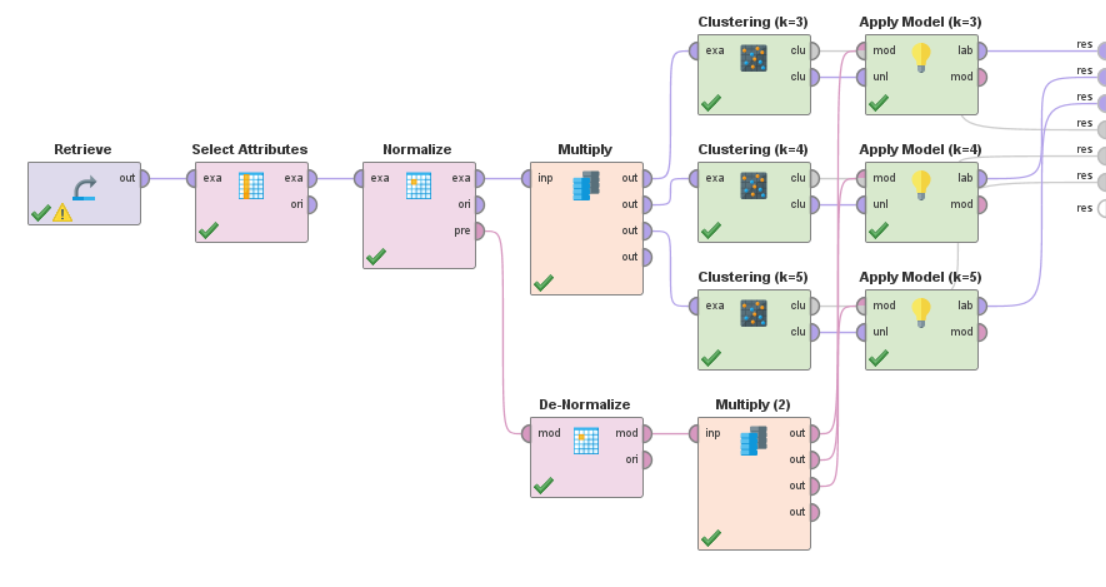 Clustering (k=3)
Apply Model (k=3)
exa
clu
clu
mod
lab
unl
mod
res
res
res
res
res
res
res
Retrieve
out
Select Attributes
exa
exa
ori
Normalize
exa
exa
ori
pre
Multiply
inp
out
out
out
out
Clustering (k=4)
exa
clu
clu
Apply Model (k=4)
mod
lab
unl
mod
Clustering (k=5)
exa
clu
clu
Apply Model (k=5)
mod
lab
unl
mod
De-Normalize
mod
mod
ori
Multiply (2)
inp
out
out
out
out